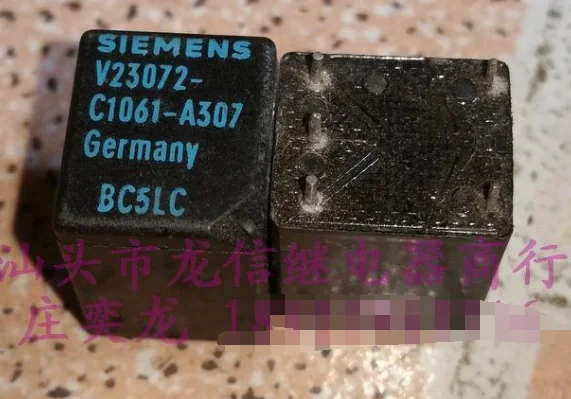 SIEMENS
V23072-
C1061-A307
Germany
BC5LC
汕头市龙信继电器商行
庄奕龙